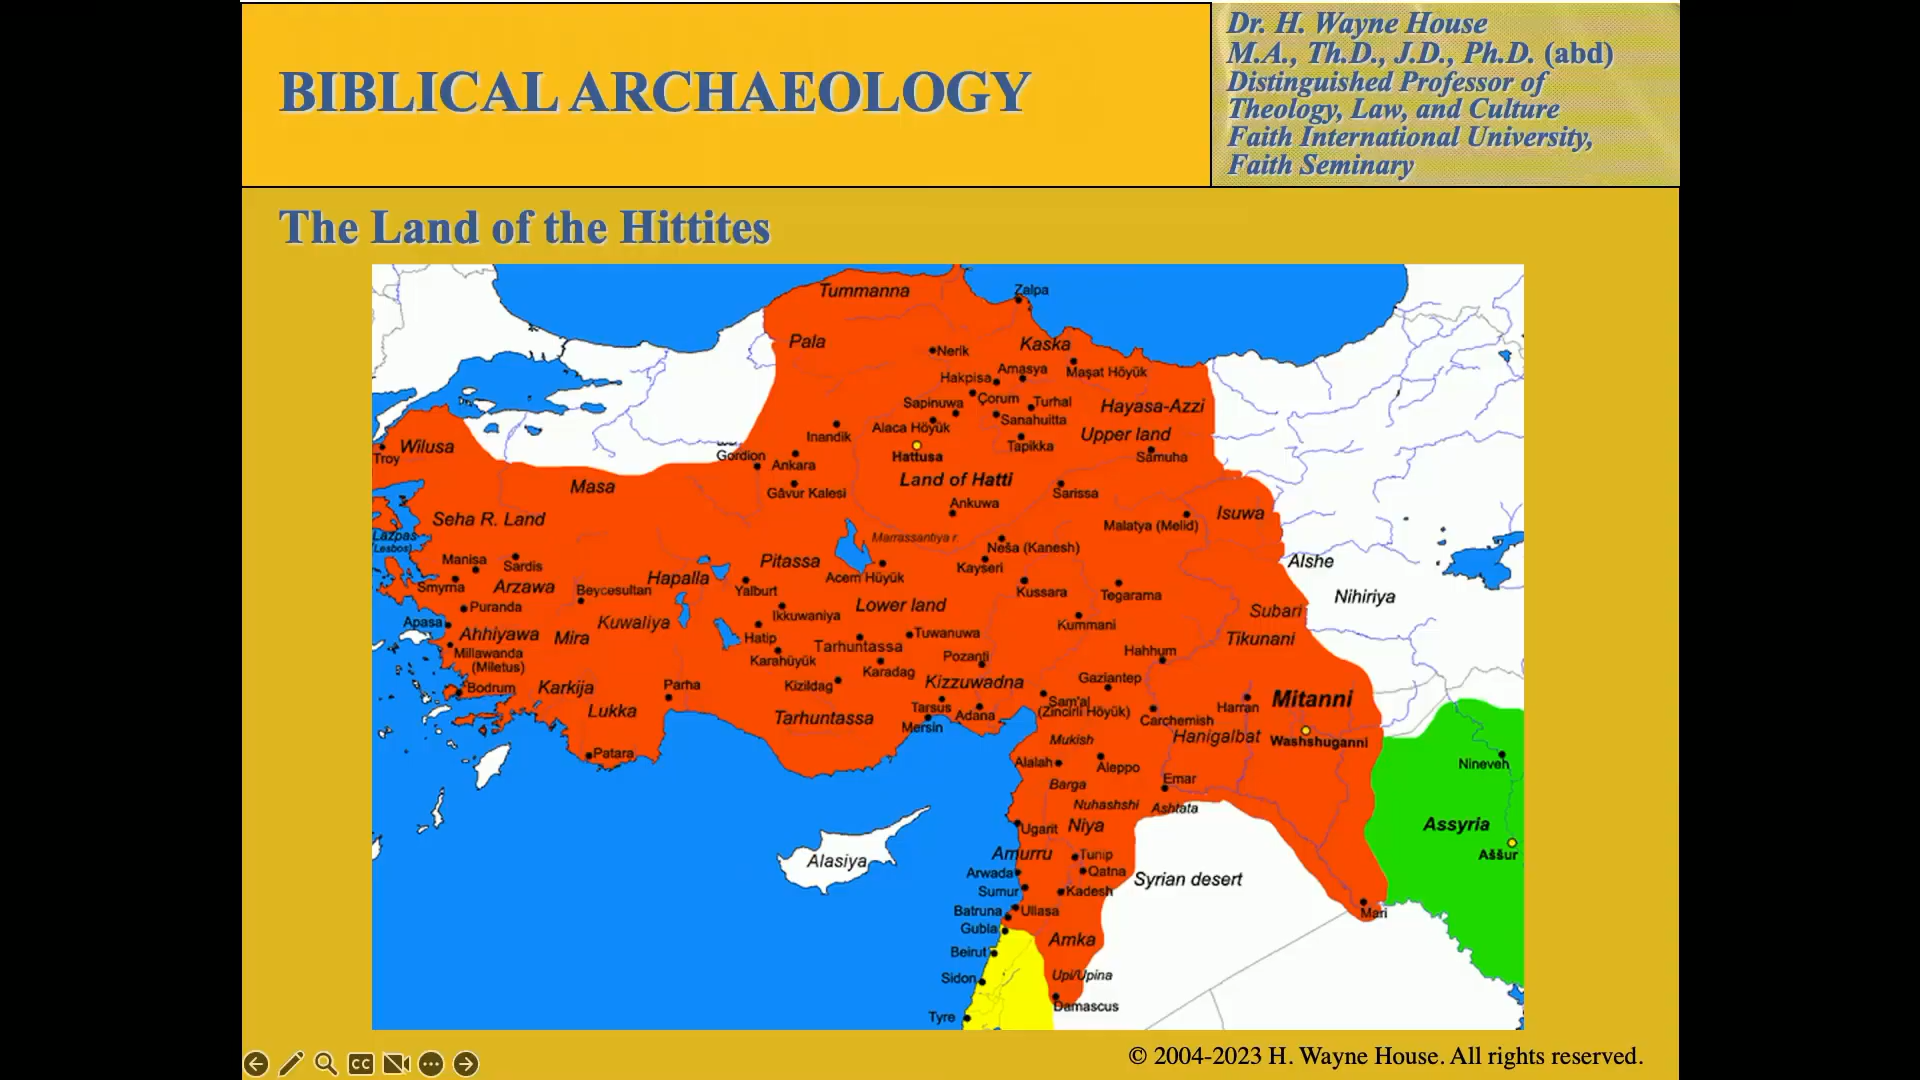 BIBLICAL ARCHAEOLOGY
Dr. H. Wayne House
M.A., Th.D., J.D., Ph.D. (abd)
Distinguished Professor of
Theology, Law, and Culture
Faith International University,
Faith Seminary
The Land of the Hittites
Tummanna
Zalpa
Pala
Nerik
Kaska
Hakpisa
Amasya
Maşat Höyük
Sapinuwa
Çorum
Turhal
Hayasa-Azzi
Alaca Höyük
Sanahuitta
Inandik
Tapikka
Upper land
Wilusa
Troy
Gordion
Ankara
Hattusa
Samuha
Gâvur Kalesi
Land of Hatti
Sarissa
Masa
Ankuwa
Isuwa
Seha R. Land
Malatya (Melid)
Lazpas
(Lesbos)
Marrassantiya r.
Neša (Kanesh)
Manisa
Sardis
Pitassa
Kayseri
Alshe
Smyrna
Arzawa
Beycesultan
Hapalla
Yalburt
Acem Hüyük
Kussara
Tegarama
Nihiriya
Puranda
Ikkuwaniya
Lower land
Subari
Apasa
Ahhiyawa
Mira
Kuwaliya
Hatip
Tarhuntassa
Tuwanuwa
Kummani
Tikunani
Millawanda
(Miletus)
Karahüyük
Karadag
Pozanti
Hahhum
Bodrum
Karkija
Parha
Kizildag
Kizzuwadna
Gaziantep
Lukka
Tarhuntassa
Tarsus
Adana
Mersin
Sam'al
(Zincirli Höyük)
Carchemish
Harran
Mitanni
Hanigalbat
Washshuganni
Patara
Mukish
Alalah
Aleppo
Nineveh
Barga
Emar
Nuhashshi
Ashtata
Ugarit
Niya
Assyria
Alasiya
Amurru
Tunip
Aššur
Arwada
Qatna
Syrian desert
Sumur
Kadesh
Batruna
Ullasa
Mari
Gubla
Beirut
Amka
Sidon
Upi/Upina
Damascus
Tyre
CC
© 2004-2023 H. Wayne House. All rights reserved.